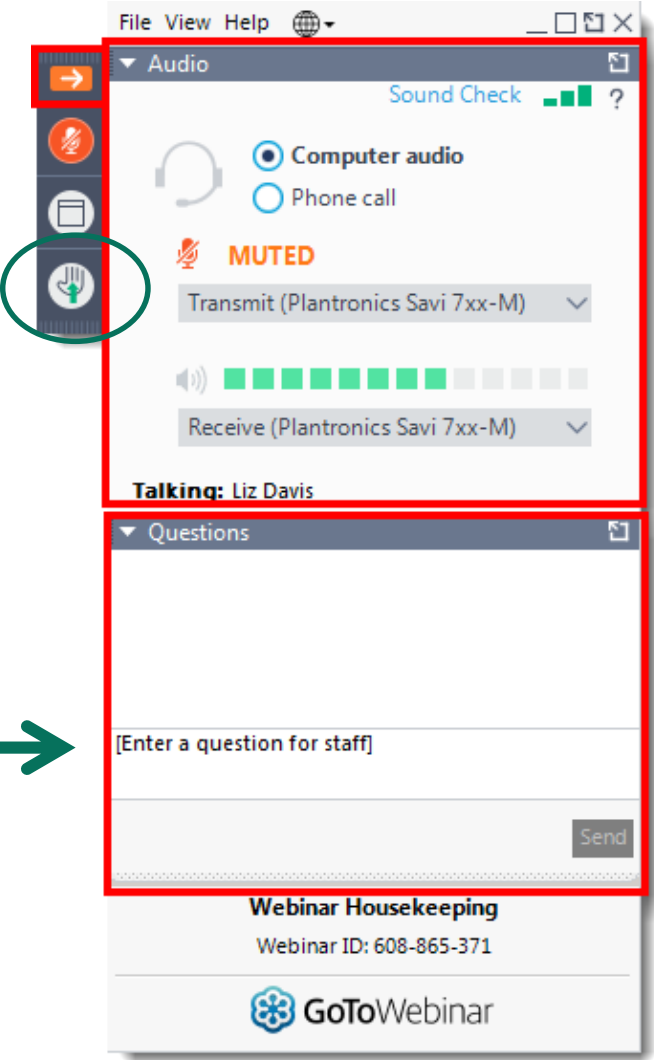 File View Help
Audio
Sound Check ?
Computer audio
Phone call
MUTED
Transmit (Plantronics Savi 7xx-M)
Receive (Plantronics Savi 7xx-M)
Talking: Liz Davis
Questions
[Enter a question for staff]
Send
Webinar Housekeeping
Webinar ID: 608-865-371
GoToWebinar